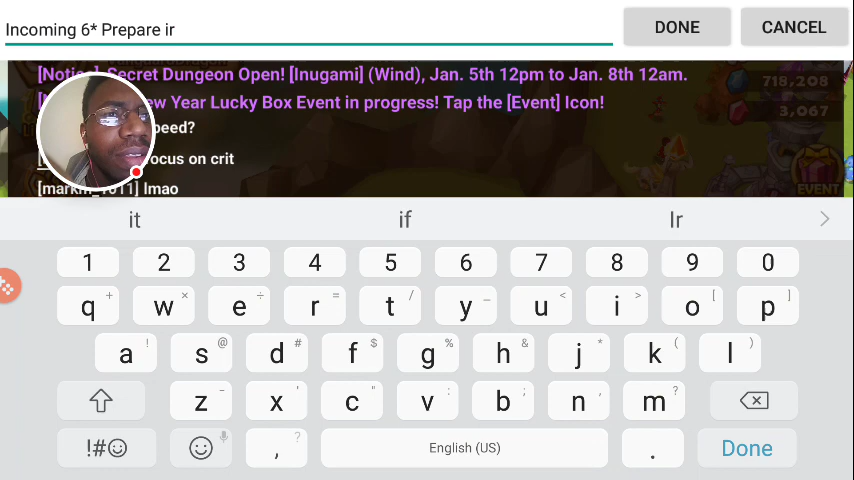 Incoming 6* Prepare ir
DONE
CANCEL
[Notice] Secret Dungeon Open! [Inugami] (Wind), Jan. 5th 12pm to Jan. 8th 12am.
ew Year Lucky Box Event in progress! Tap the [Event] Icon!
718,208
peed?
3,067
ocus on crit
lmao
EVENT
it if Ir
1 2 3 4 5 6 7 8 9 0
q + w × e ÷ r = t / y _ u < i > o [ p ]
a ! s @ d # f $ g % h & j * k ( l )
z - x ' c " v : b ; n , m ?
!#☺ , ? English (US) . Done